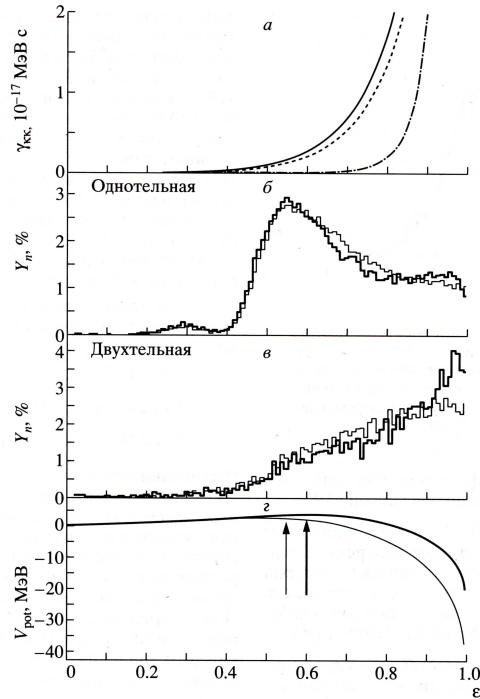 а
γкк, 10⁻¹⁷ МэВ с
2
1
0
Однотельная
б
Yn, %
3
2
1
0
Двухтельная
в
Yn, %
4
3
2
1
0
г
Vpot, МэВ
0
−10
−20
−30
−40
0
0.2
0.4
0.6
0.8
1.0
ε